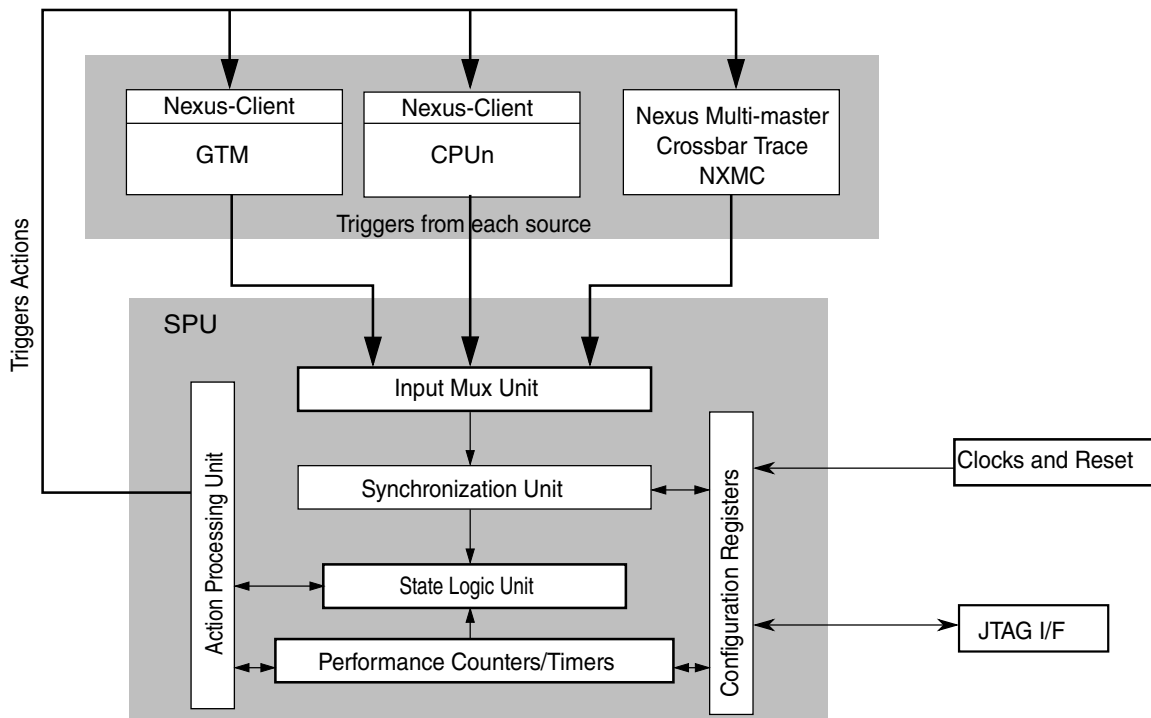 Nexus-Client
GTM
Nexus-Client
CPUn
Nexus Multi-master
Crossbar Trace
NXMC
Triggers from each source
Triggers Actions
SPU
Input Mux Unit
Synchronization Unit
State Logic Unit
Performance Counters/Timers
Action Processing Unit
Configuration Registers
Clocks and Reset
JTAG I/F